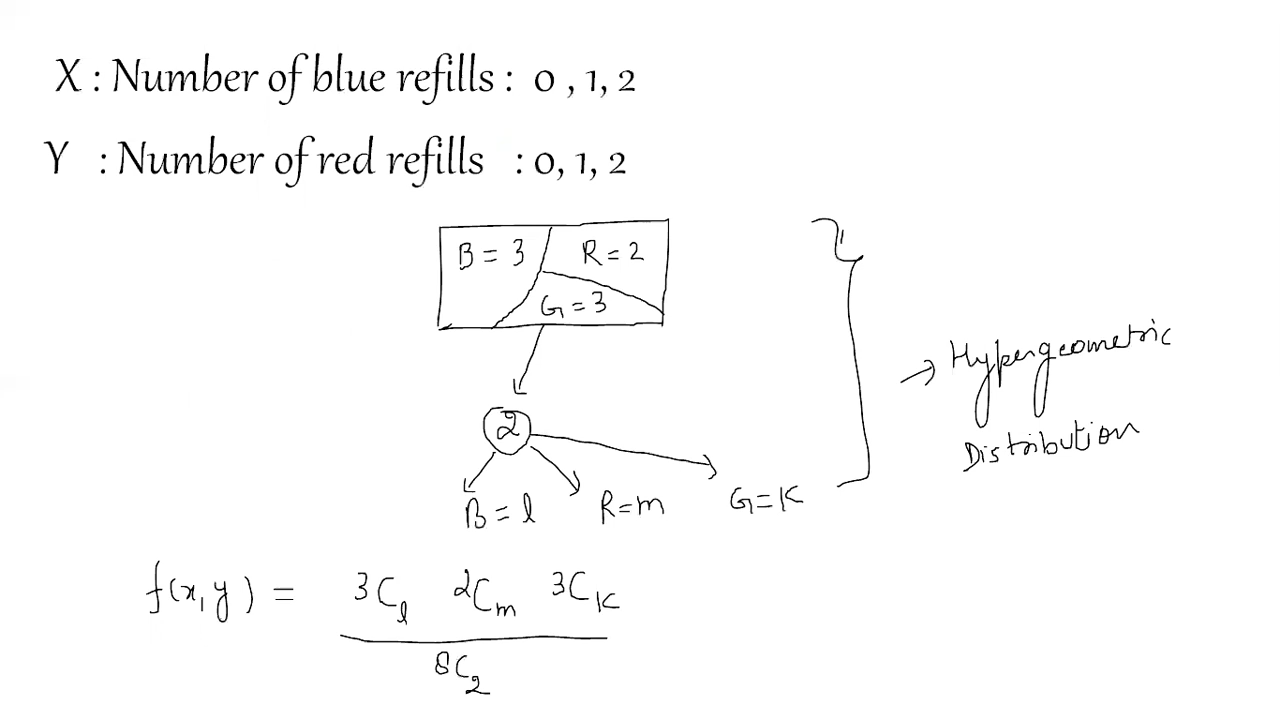 X : Number of blue refills : 0 , 1, 2
Y : Number of red refills : 0, 1, 2
B = 3 R = 2
G = 3
→ Hypergeometric
Distribution
2
B = l R=m G=K
f(x,y) = 3Cl 2Cm 3CK
8C2